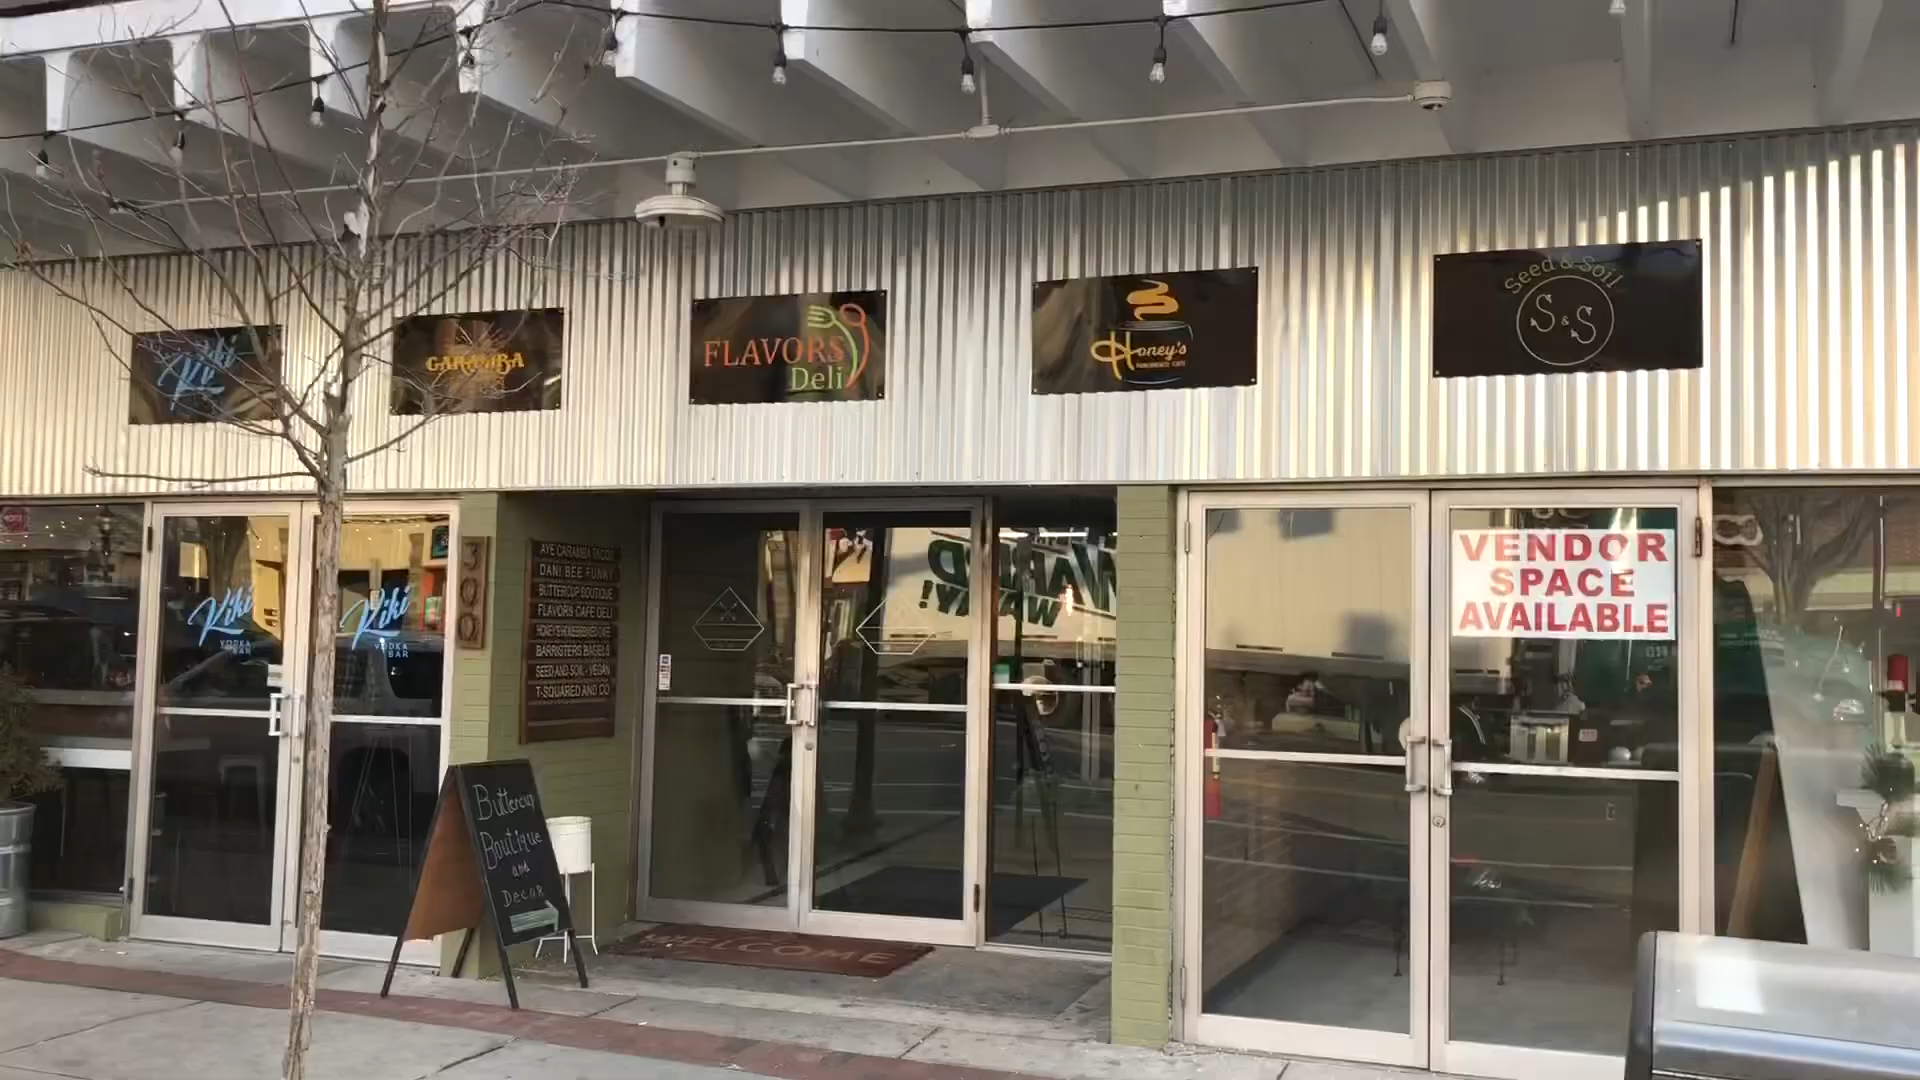 Kiki
CARAMBA
FLAVORS
Deli
Honey's
HOMEMADE CAFE
Seed & Soil
S & S
Kiki
VODKA
BAR
Kiki
VODKA
BAR
300
AYE CARAMBA TACOS
DANI BEE FUNKY
BUTTERCUP BOUTIQUE
FLAVORS CAFE DELI
BARRISTERS BAGELS
SEED AND SOIL - VEGAN
T-SQUARED AND CO
VENDOR
SPACE
AVAILABLE
Buttercup
Boutique
and
Decor
WELCOME